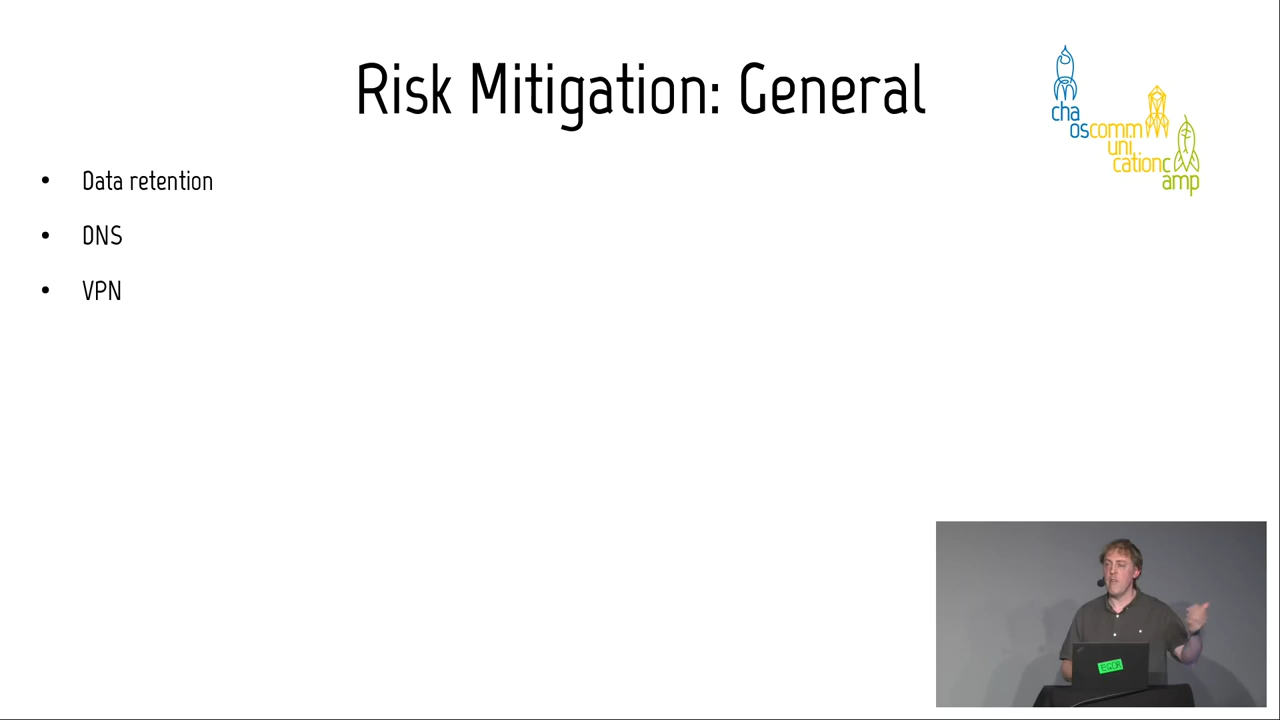 Risk Mitigation: General
cha
oscomm
uni
cationc
amp
• Data retention
• DNS
• VPN